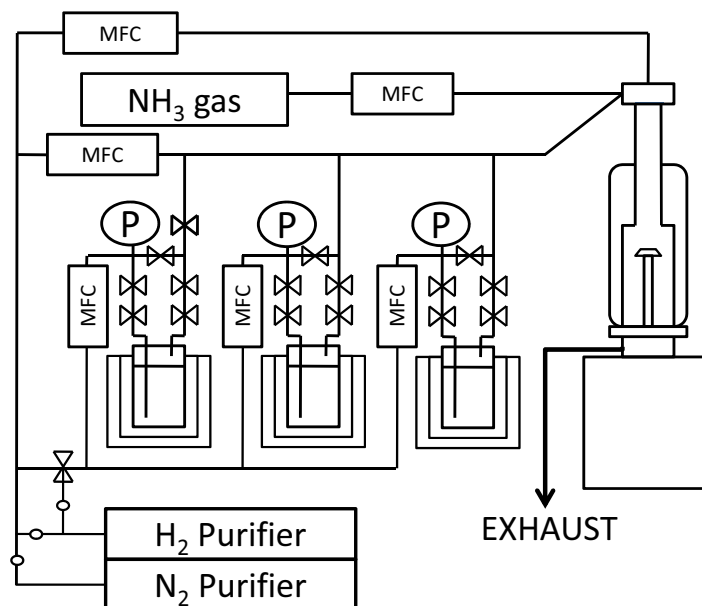 MFC
NH₃ gas
MFC
MFC
P
P
P
MFC
MFC
MFC
EXHAUST
H₂ Purifier
N₂ Purifier